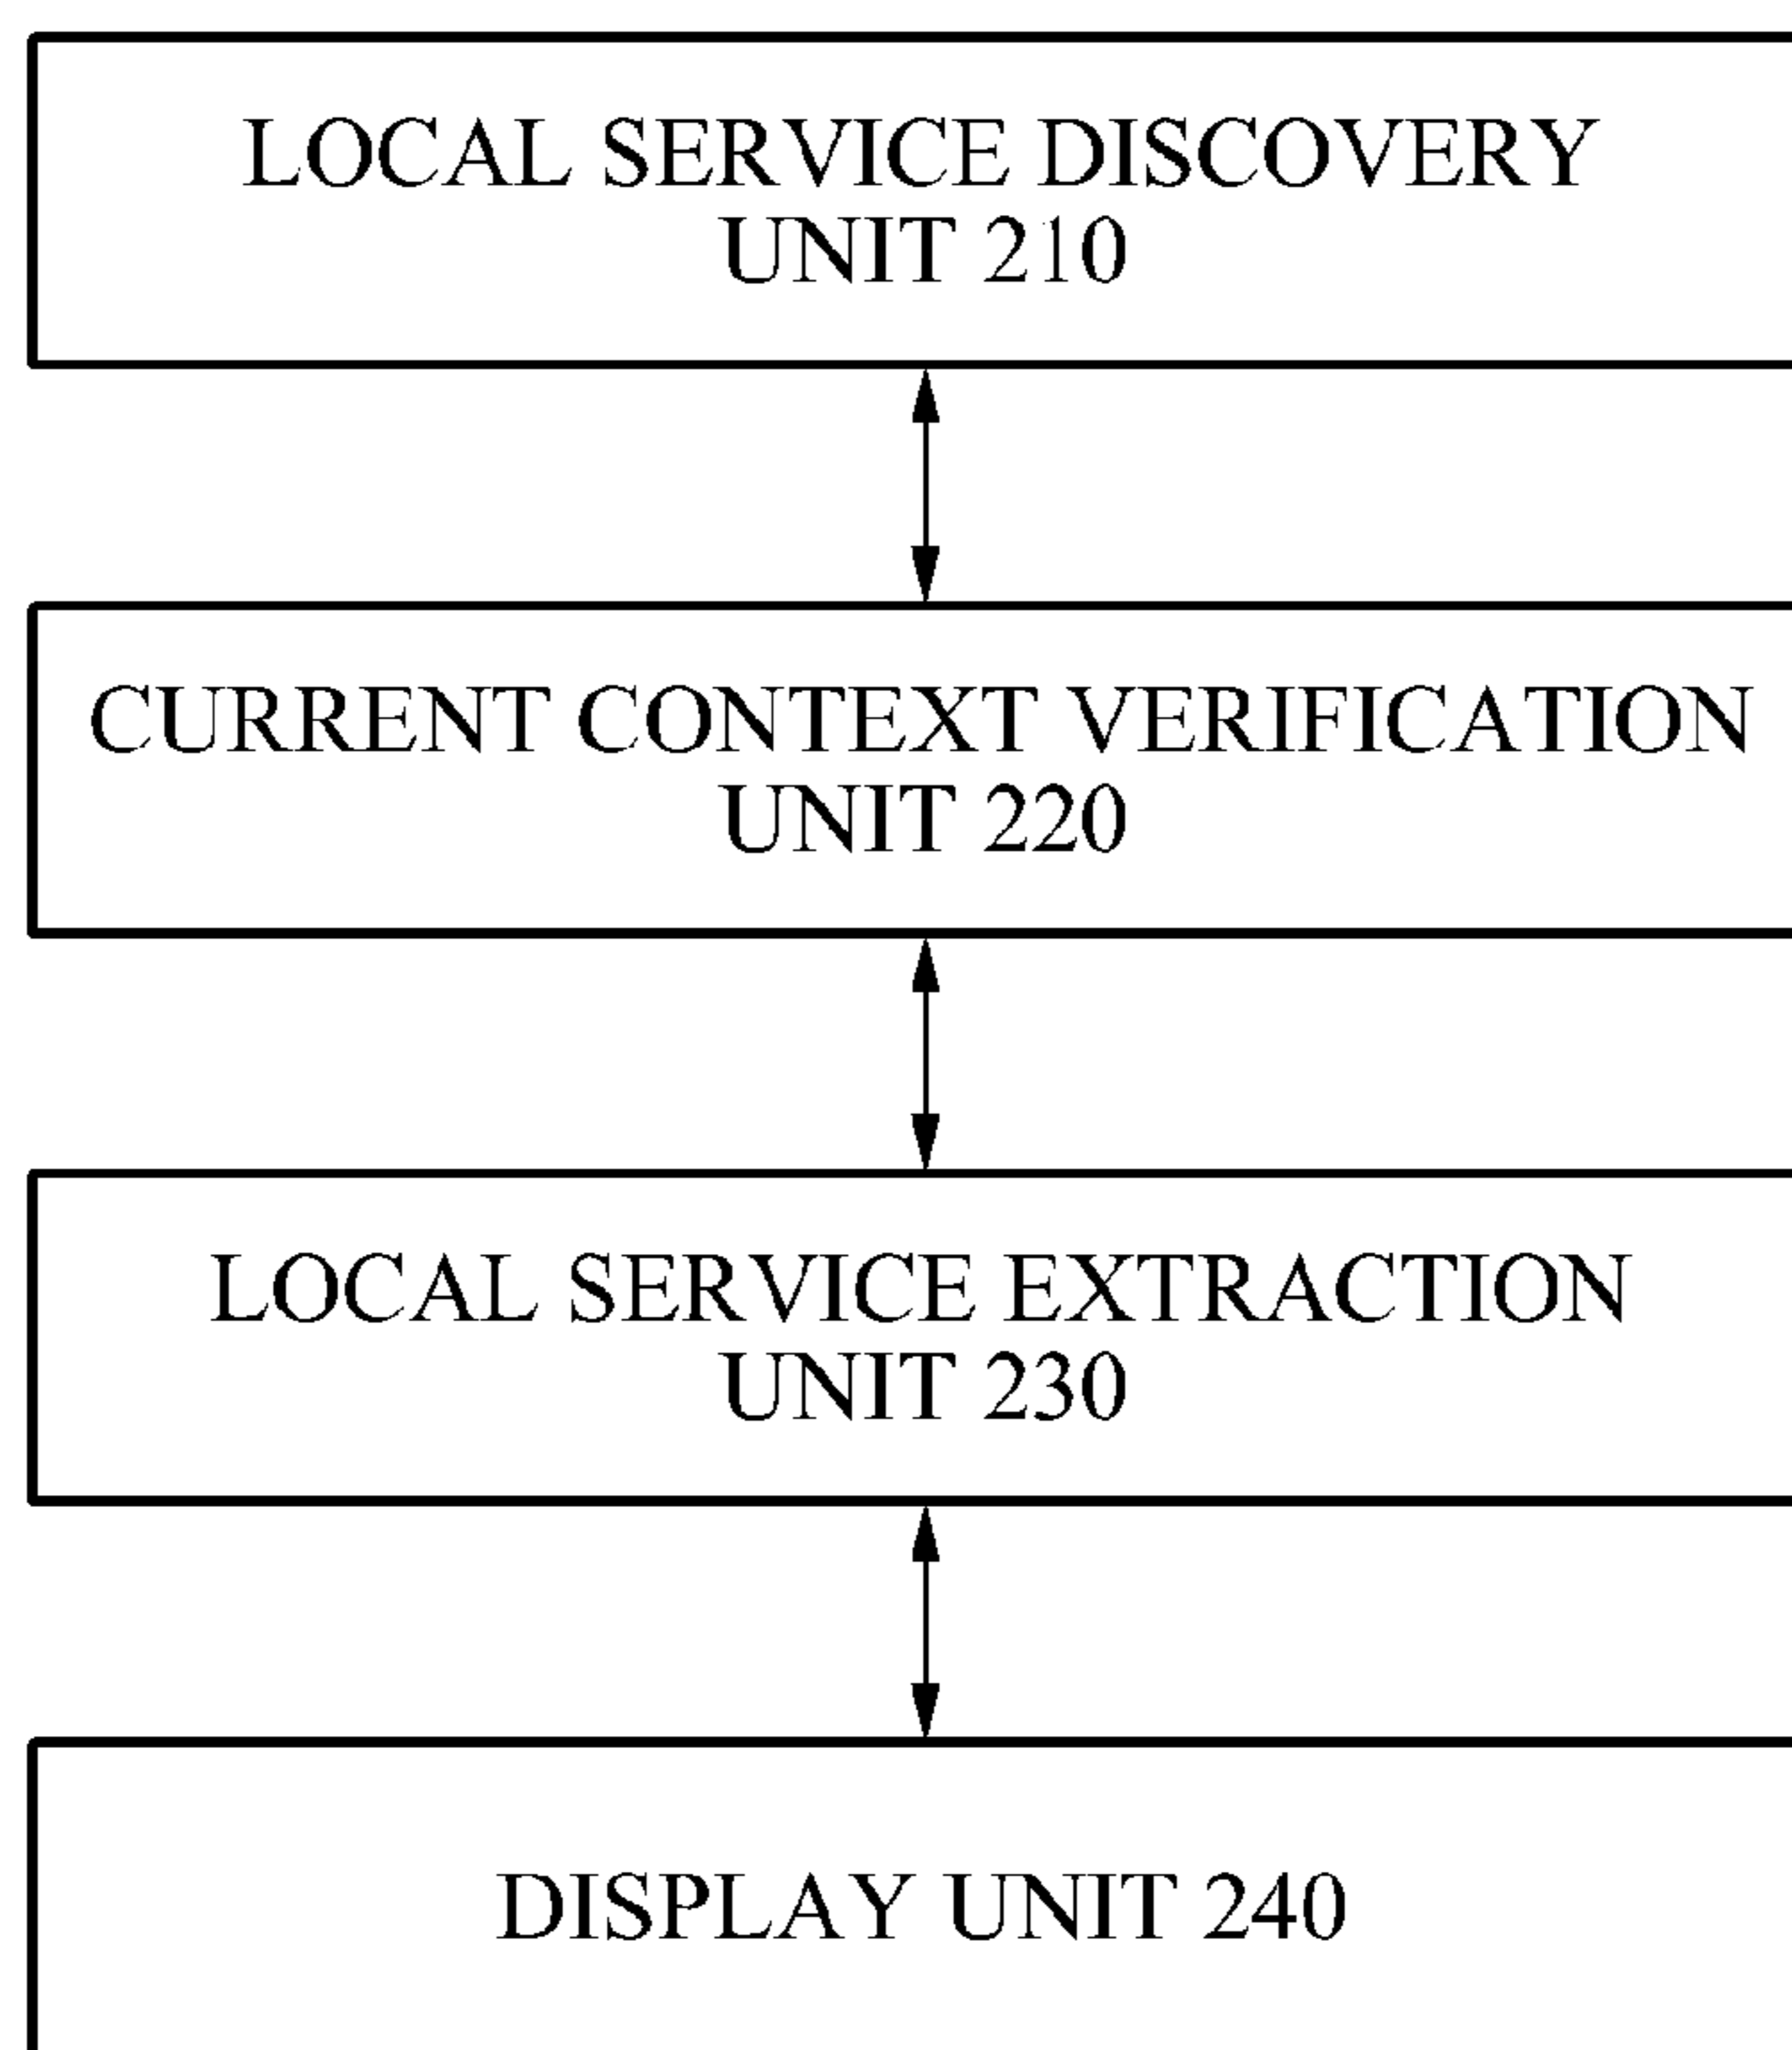 LOCAL SERVICE DISCOVERY
UNIT 210
CURRENT CONTEXT VERIFICATION
UNIT 220
LOCAL SERVICE EXTRACTION
UNIT 230
DISPLAY UNIT 240